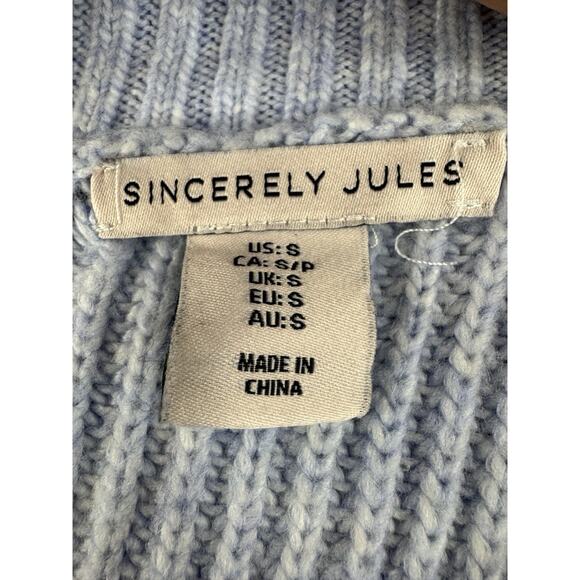 SINCERELY JULES
US: S
CA: S/P
UK: S
EU: S
AU: S
MADE IN
CHINA